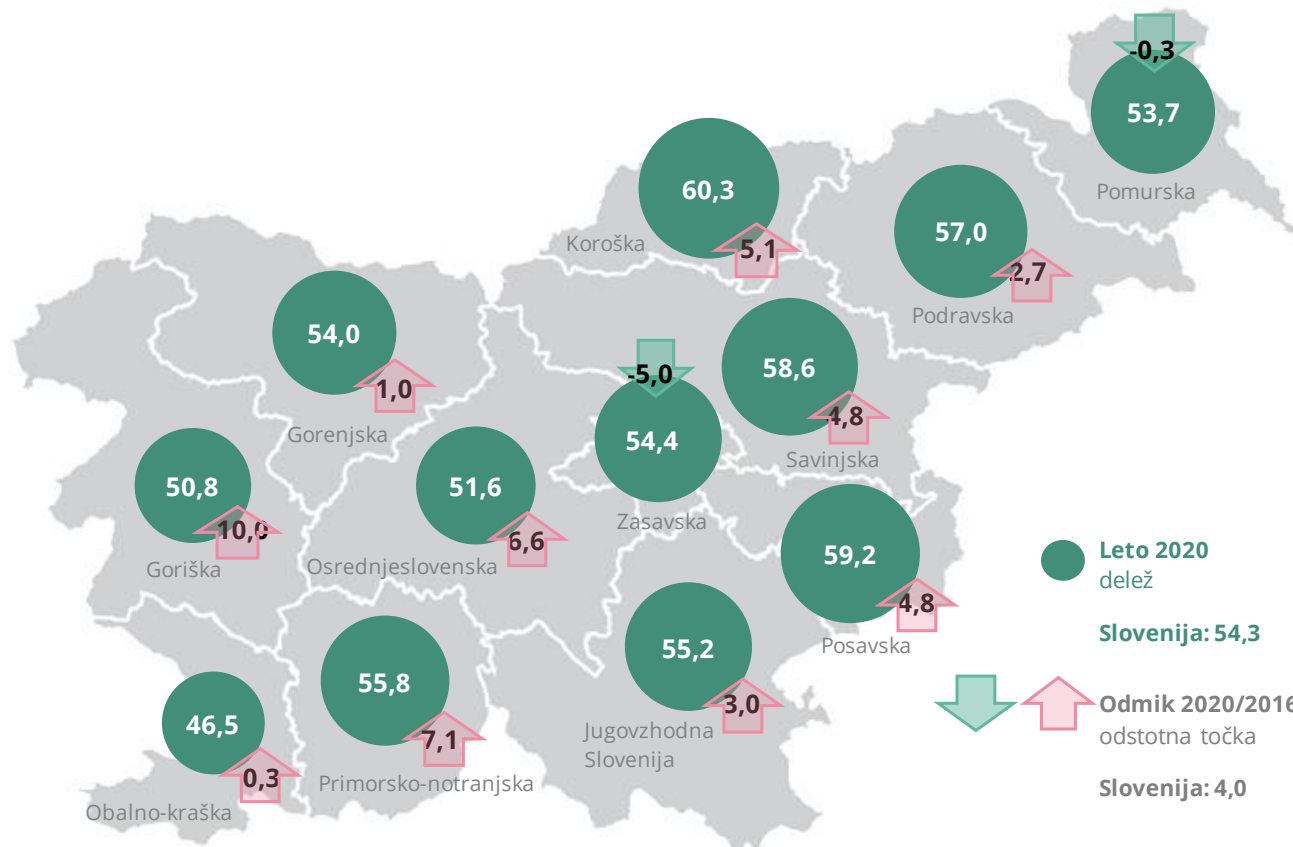 -0,3
53,7
Pomurska
60,3
Koroška
5,1
57,0
2,7
Podravska
54,0
1,0
Gorenjska
-5,0
54,4
Zasavska
58,6
4,8
Savinjska
50,8
10,0
Goriška
51,6
6,6
Osrednjeslovenska
59,2
4,8
Posavska
55,2
3,0
Jugovzhodna
Slovenija
55,8
7,1
Primorsko-notranjska
46,5
0,3
Obalno-kraška
Leto 2020
delež
Slovenija: 54,3
Odmik 2020/2016
odstotna točka
Slovenija: 4,0